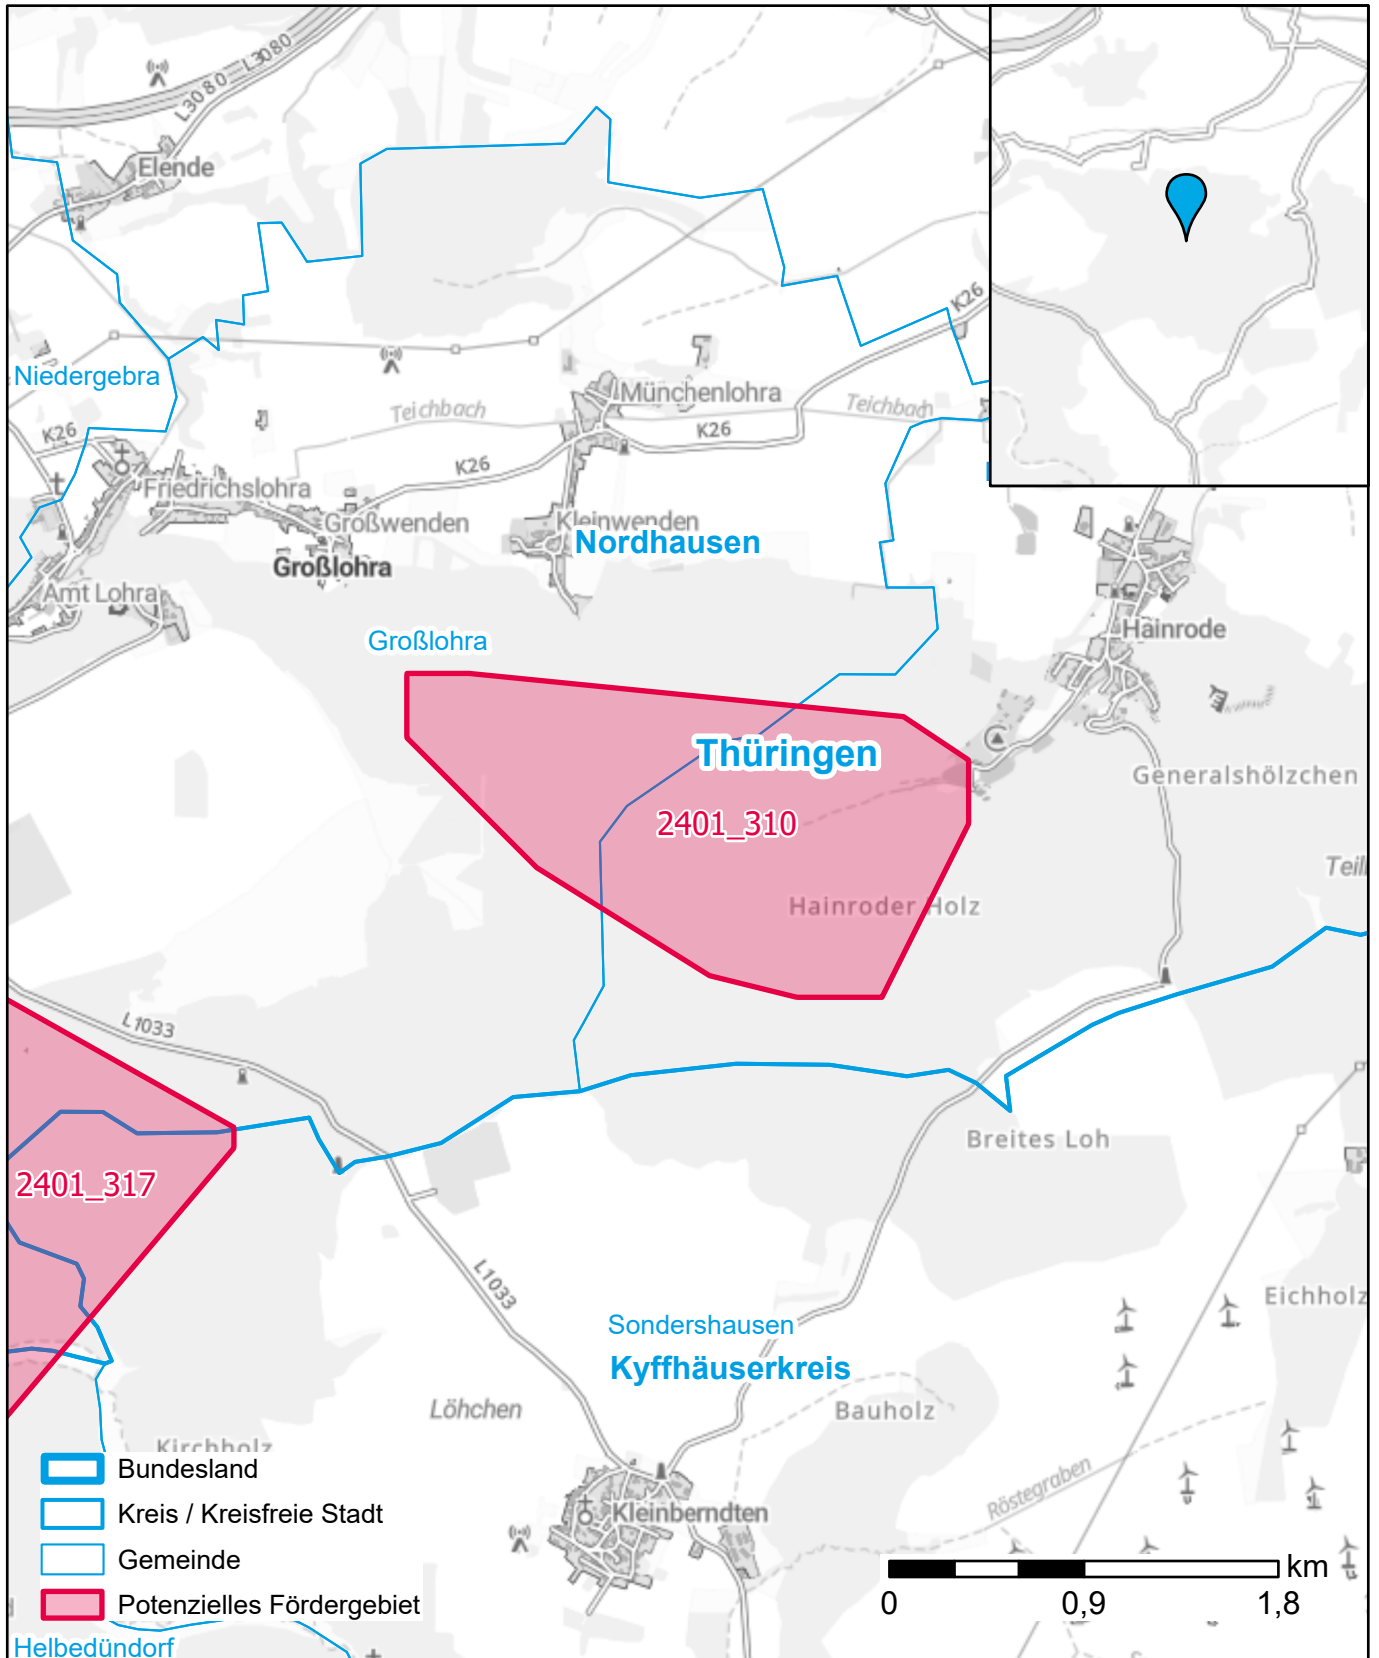 L3080
L3080
Elende
K26
Niedergebra
Münchenlohra
Teichbach
Teichbach
K26
K26
K26
Friedrichslohra
Großwenden
Kleinwenden
Nordhausen
Großlohra
Amt Lohra
Hainrode
Großlohra
Thüringen
Generalshölzchen
2401_310
Teill
Hainroder Holz
L1033
Breites Loh
2401_317
L1033
Eichholz
Sondershausen
Kyffhäuserkreis
Löhchen
Bauholz
Kirchholz
Röstegraben
Kleinberndten
Bundesland
Kreis / Kreisfreie Stadt
Gemeinde
Potenzielles Fördergebiet
km
0 0,9 1,8
Helbedündorf